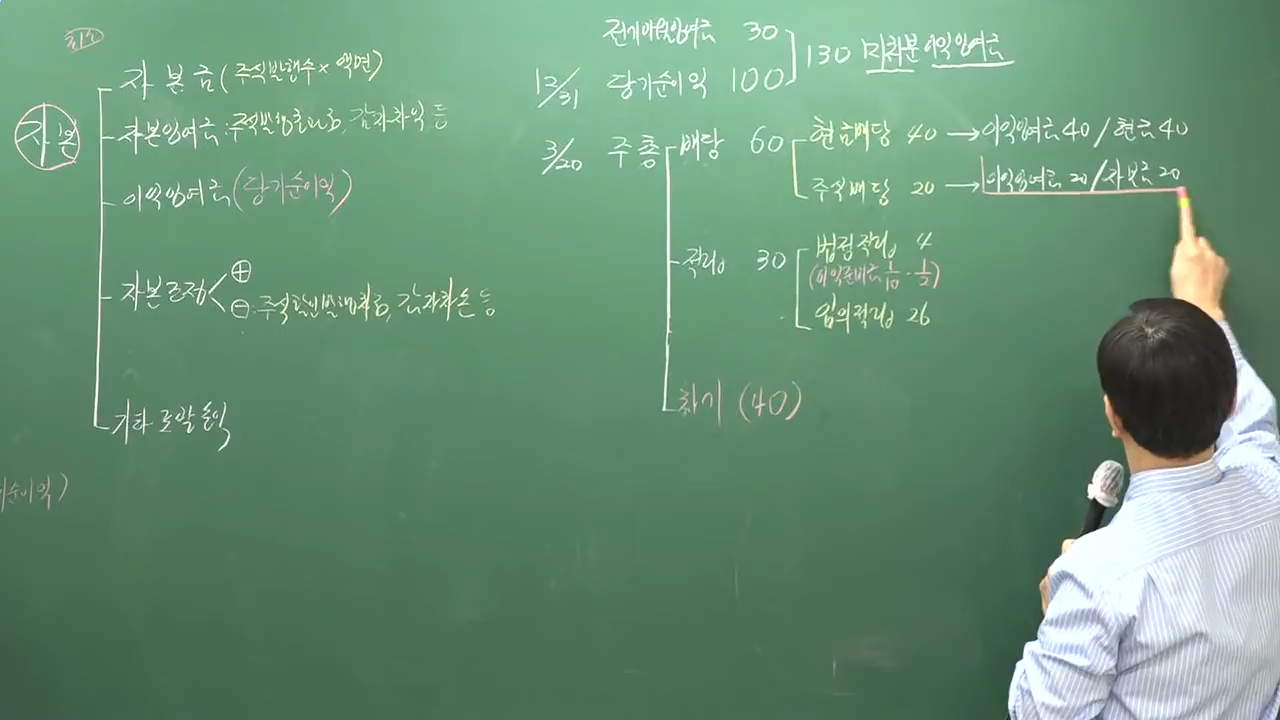 자본
자본금 (주식발행수 × 액면)
자본잉여금 : 주식발행초과금, 감자차익 등
이익잉여금 (당기순이익)
자본조정
⊕
⊖ : 주식할인발행차금, 감자차손 등
기타포괄손익
순이익)
전기이월잉여금 30
12/31 당기순이익 100
130 미처분이익잉여금
3/20 주총
배당 60
현금배당 40 → 이익잉여금 40 / 현금 40
주식배당 20 → 이익잉여금 20 / 자본금 20
적립 30
법정적립 4
(이익준비금 1/10 - 1/2)
임의적립 26
차기 (40)